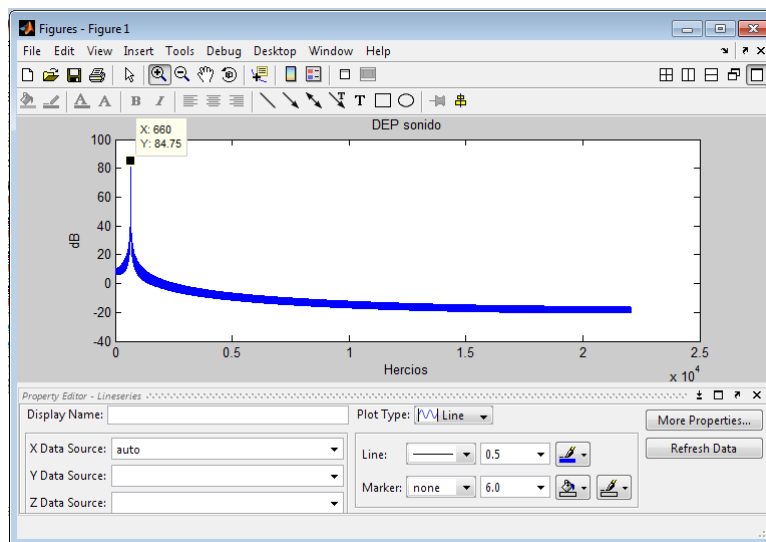 Figures - Figure 1
File Edit View Insert Tools Debug Desktop Window Help
A A B I T T
DEP sonido
X: 660
Y: 84.75
100
80
60
40
20
0
-20
-40
dB
0 0.5 1 1.5 2 2.5
x 10⁴
Hercios
Property Editor - Lineseries
Display Name:
Plot Type: Line
More Properties...
Refresh Data
X Data Source: auto
Y Data Source:
Z Data Source:
Line: 0.5
Marker: none 6.0